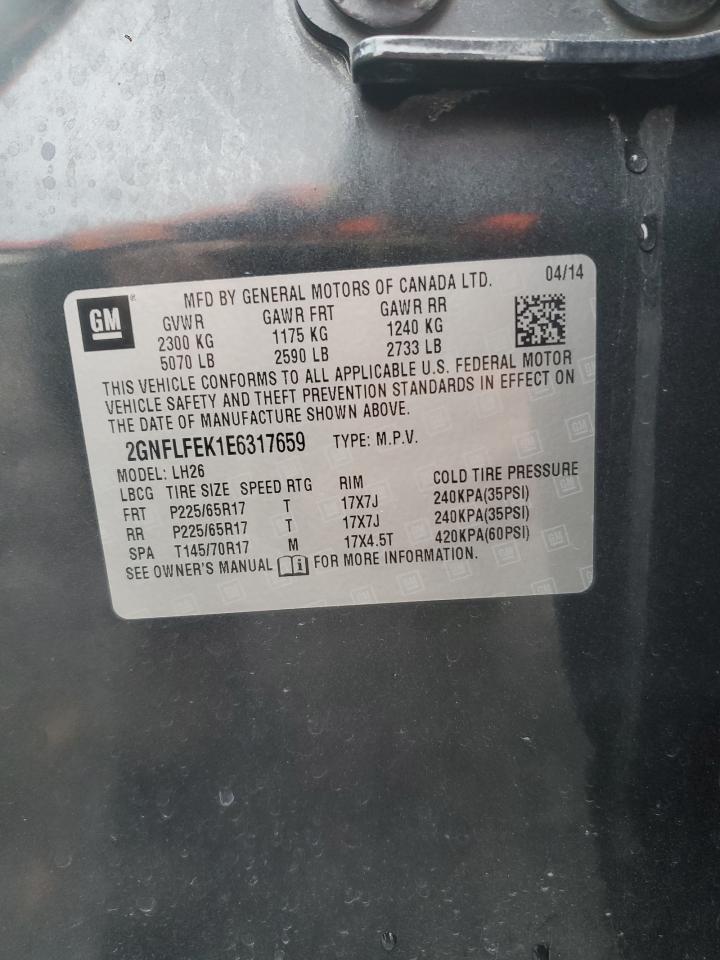 GM ® MFD BY GENERAL MOTORS OF CANADA LTD. 04/14
GVWR GAWR FRT GAWR RR
2300 KG 1175 KG 1240 KG
5070 LB 2590 LB 2733 LB
THIS VEHICLE CONFORMS TO ALL APPLICABLE U.S. FEDERAL MOTOR
VEHICLE SAFETY AND THEFT PREVENTION STANDARDS IN EFFECT ON
THE DATE OF MANUFACTURE SHOWN ABOVE.
2GNFLFEK1E6317659 TYPE: M.P.V.
MODEL: LH26
LBCG TIRE SIZE SPEED RTG RIM COLD TIRE PRESSURE
FRT P225/65R17 T 17X7J 240KPA(35PSI)
RR P225/65R17 T 17X7J 240KPA(35PSI)
SPA T145/70R17 M 17X4.5T 420KPA(60PSI)
SEE OWNER'S MANUAL FOR MORE INFORMATION.